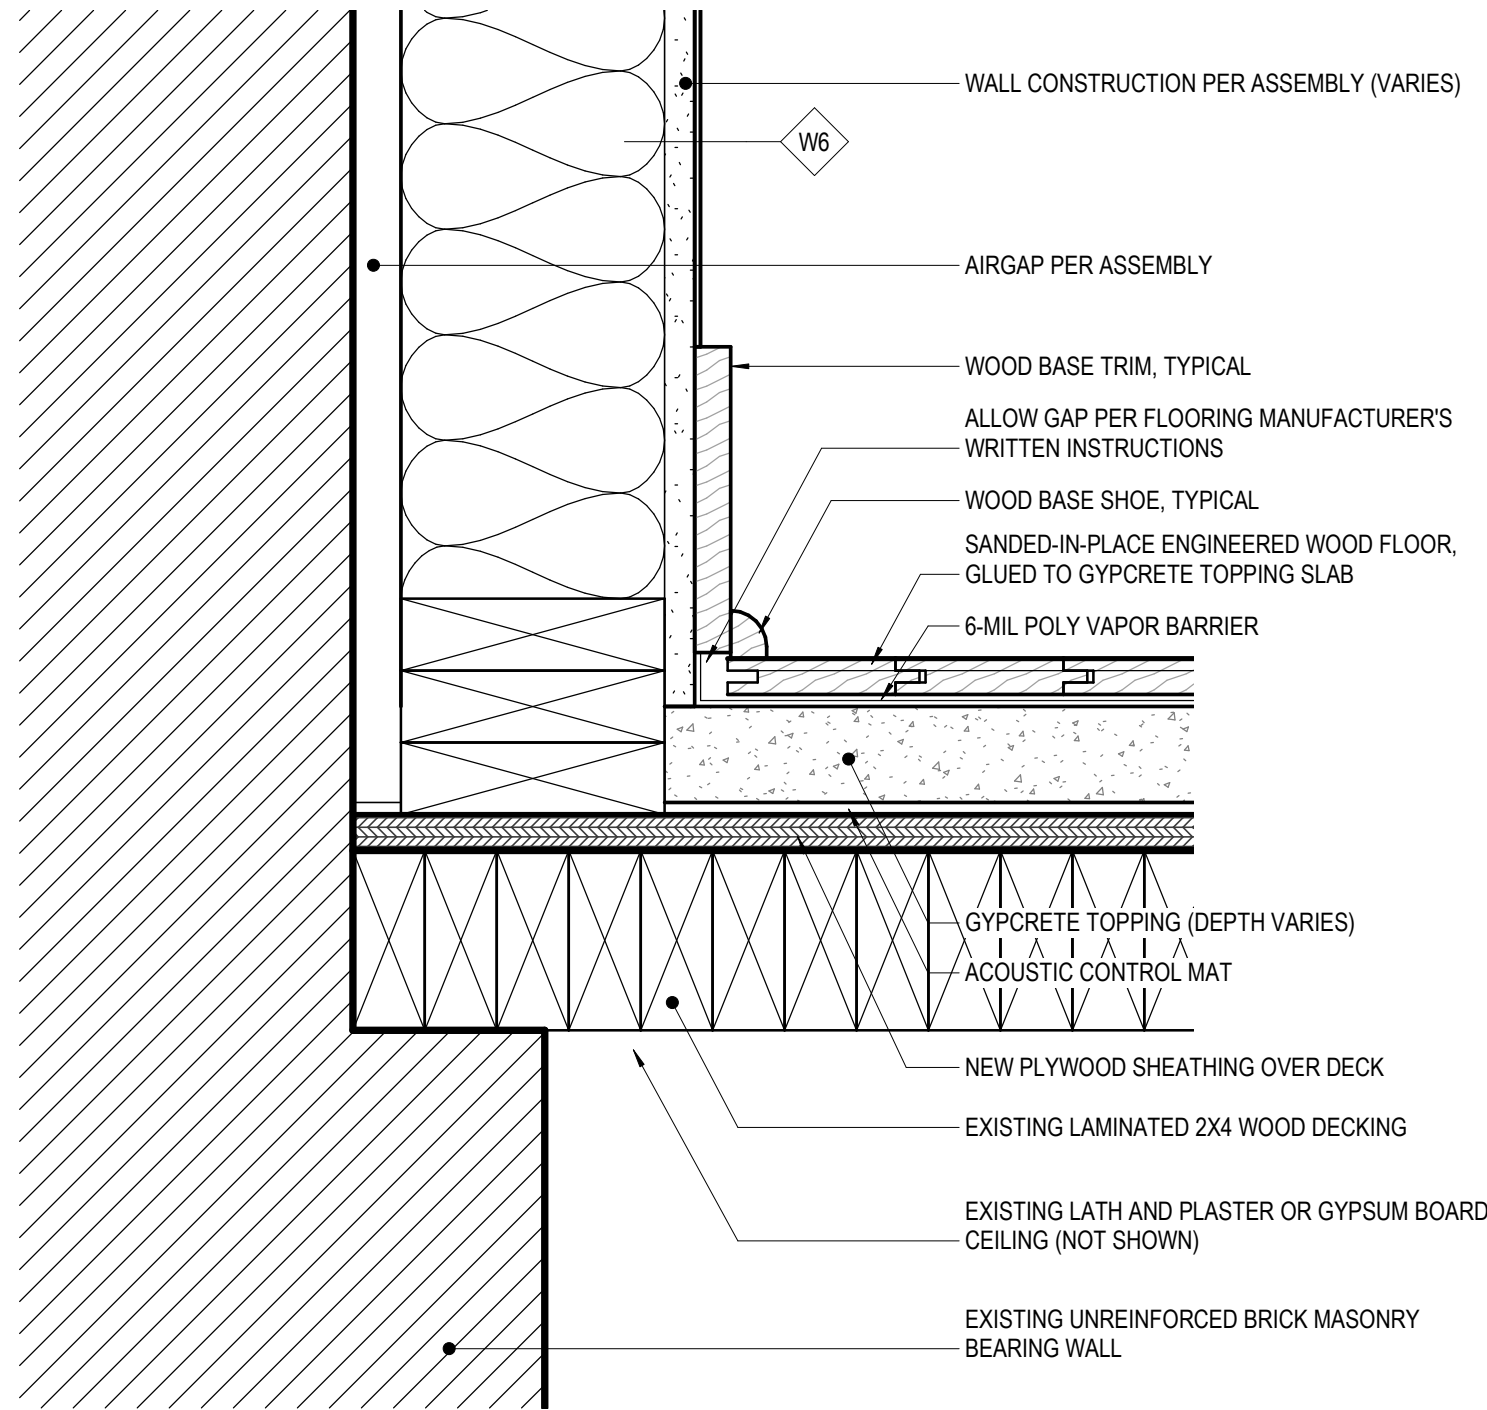 WALL CONSTRUCTION PER ASSEMBLY (VARIES)
W6
AIRGAP PER ASSEMBLY
WOOD BASE TRIM, TYPICAL
ALLOW GAP PER FLOORING MANUFACTURER'S
WRITTEN INSTRUCTIONS
WOOD BASE SHOE, TYPICAL
SANDED-IN-PLACE ENGINEERED WOOD FLOOR,
GLUED TO GYPCRETE TOPPING SLAB
6-MIL POLY VAPOR BARRIER
GYPCRETE TOPPING (DEPTH VARIES)
ACOUSTIC CONTROL MAT
NEW PLYWOOD SHEATHING OVER DECK
EXISTING LAMINATED 2X4 WOOD DECKING
EXISTING LATH AND PLASTER OR GYPSUM BOARD
CEILING (NOT SHOWN)
EXISTING UNREINFORCED BRICK MASONRY
BEARING WALL